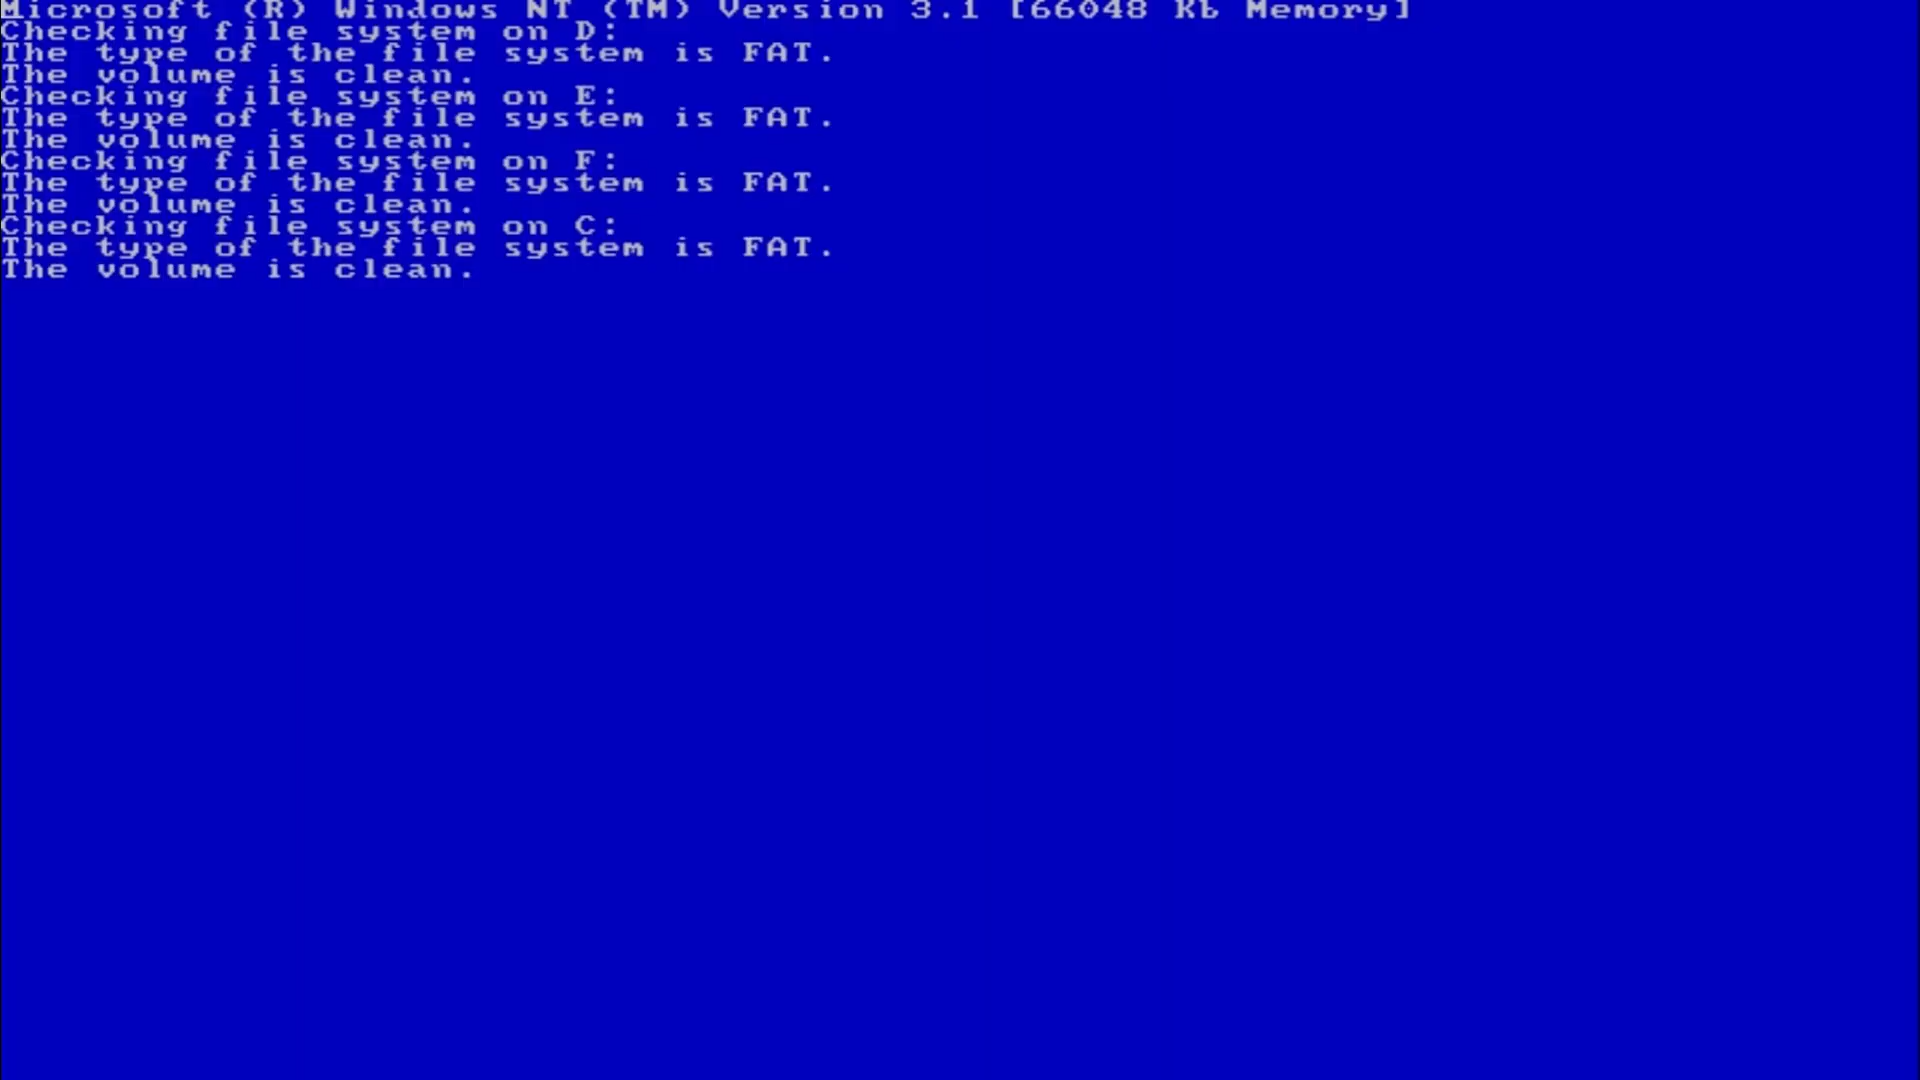 Microsoft (R) Windows NT (TM) Version 3.1 [66048 Kb Memory]
Checking file system on D:
The type of the file system is FAT.
The volume is clean.
Checking file system on E:
The type of the file system is FAT.
The volume is clean.
Checking file system on F:
The type of the file system is FAT.
The volume is clean.
Checking file system on C:
The type of the file system is FAT.
The volume is clean.